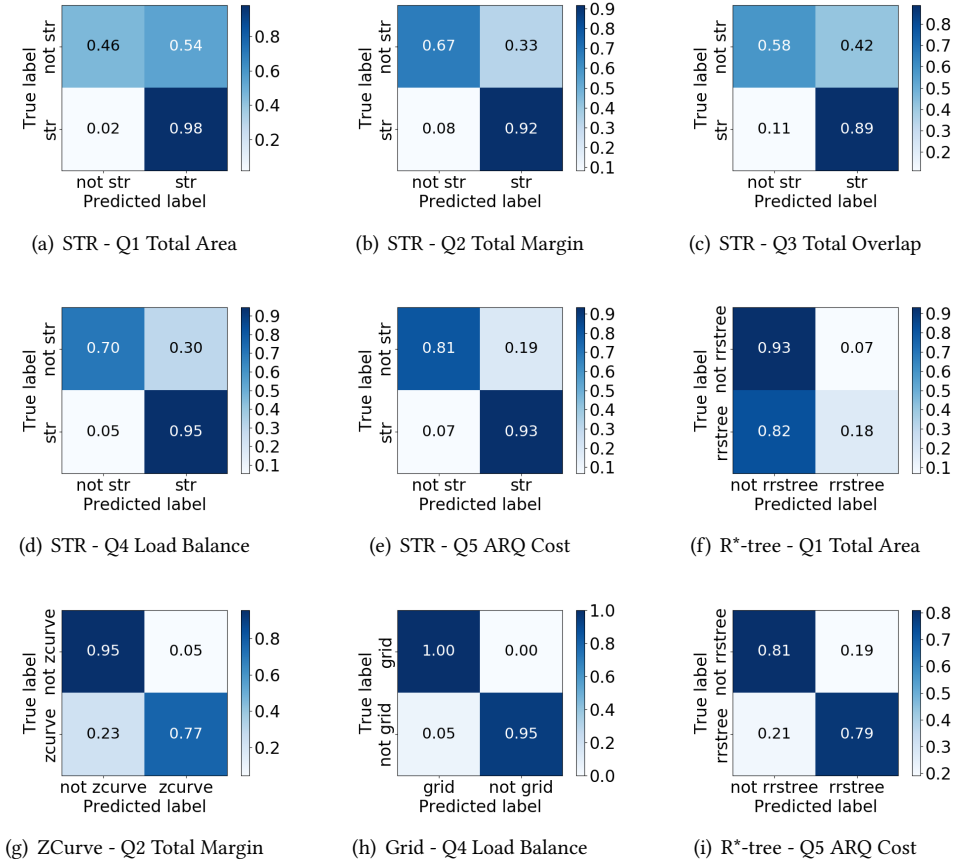 True label
not str
str
0.46
0.54
0.02
0.98
0.8
0.6
0.4
0.2
not str
str
Predicted label
(a) STR - Q1 Total Area
True label
not str
str
0.67
0.33
0.08
0.92
0.9
0.8
0.7
0.6
0.5
0.4
0.3
0.2
0.1
not str
str
Predicted label
(b) STR - Q2 Total Margin
True label
not str
str
0.58
0.42
0.11
0.89
0.8
0.6
0.4
0.2
not str
str
Predicted label
(c) STR - Q3 Total Overlap
True label
not str
str
0.70
0.30
0.05
0.95
0.9
0.8
0.7
0.6
0.5
0.4
0.3
0.2
0.1
not str
str
Predicted label
(d) STR - Q4 Load Balance
True label
not str
str
0.81
0.19
0.07
0.93
0.9
0.8
0.7
0.6
0.5
0.4
0.3
0.2
0.1
not str
str
Predicted label
(e) STR - Q5 ARQ Cost
True label
not rrstree
rrstree
0.93
0.07
0.82
0.18
0.9
0.8
0.7
0.6
0.5
0.4
0.3
0.2
0.1
not rrstree
rrstree
Predicted label
(f) R*-tree - Q1 Total Area
True label
not zcurve
zcurve
0.95
0.05
0.23
0.77
0.8
0.6
0.4
0.2
not zcurve
zcurve
Predicted label
(g) ZCurve - Q2 Total Margin
True label
grid
not grid
1.00
0.00
0.05
0.95
1.0
0.8
0.6
0.4
0.2
0.0
grid
not grid
Predicted label
(h) Grid - Q4 Load Balance
True label
not rrstree
rrstree
0.81
0.19
0.21
0.79
0.8
0.7
0.6
0.5
0.4
0.3
0.2
not rrstree
rrstree
Predicted label
(i) R*-tree - Q5 ARQ Cost